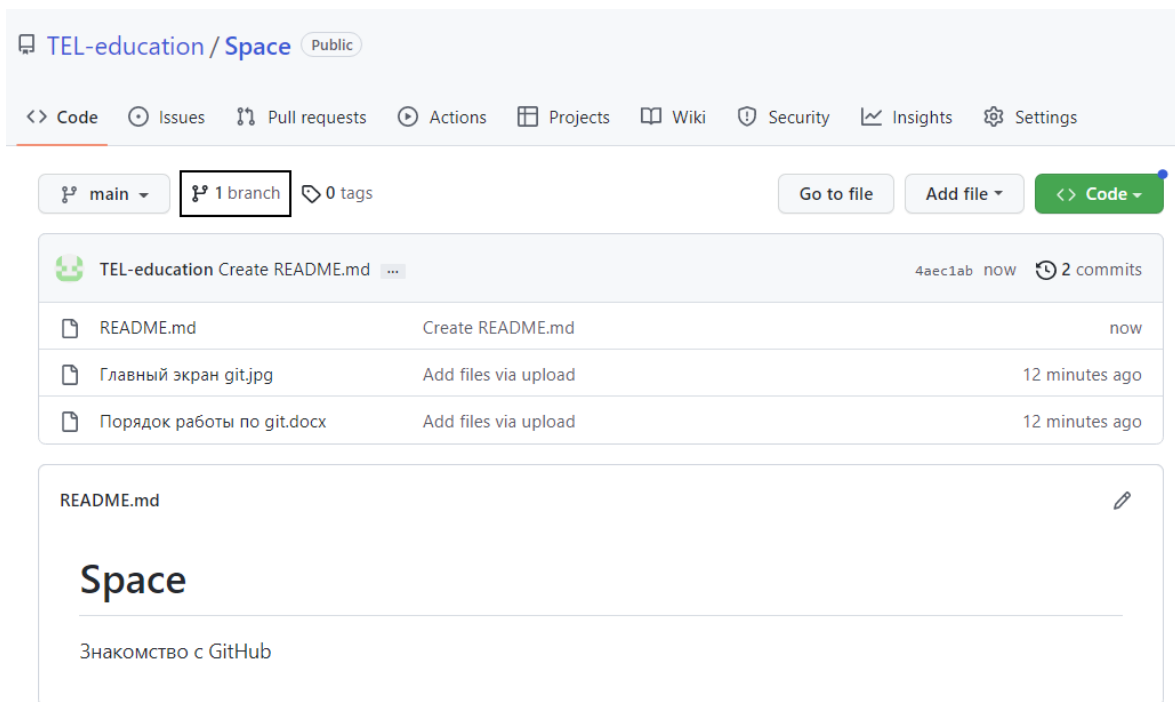 TEL-education / Space Public
Code Issues Pull requests Actions Projects Wiki Security Insights Settings
main 1 branch 0 tags Go to file Add file Code
TEL-education Create README.md ... 4aec1ab now 2 commits
README.md Create README.md now
Главный экран git.jpg Add files via upload 12 minutes ago
Порядок работы по git.docx Add files via upload 12 minutes ago
README.md
Space
Знакомство с GitHub